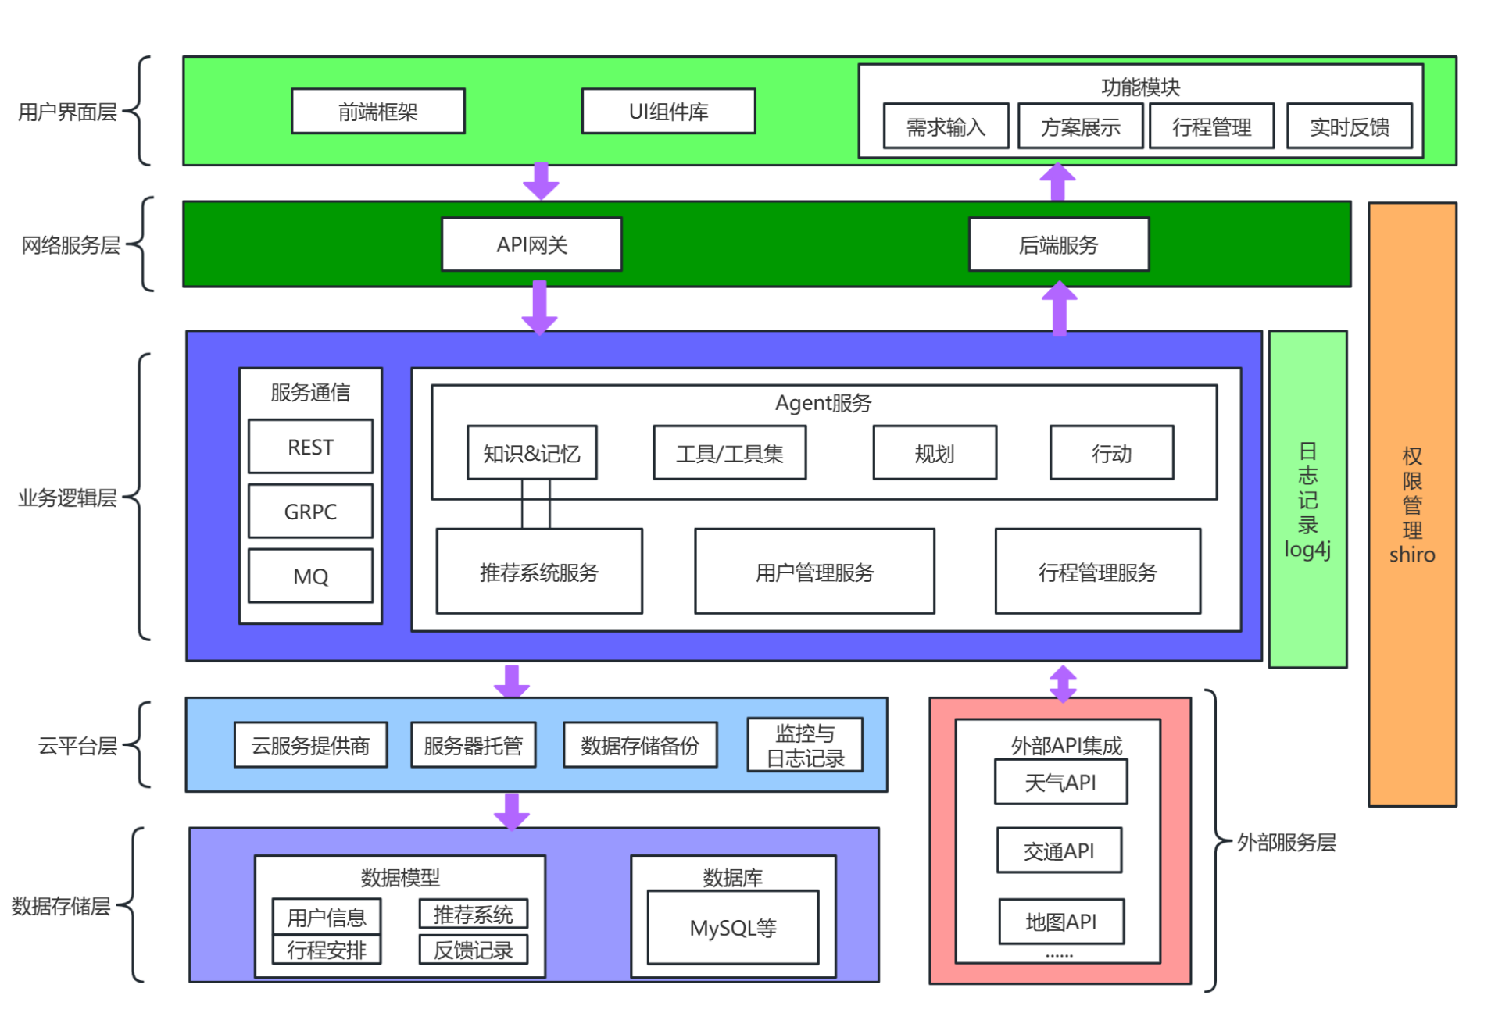 用户界面层
前端框架
UI组件库
功能模块
需求输入
方案展示
行程管理
实时反馈
网络服务层
API网关
后端服务
业务逻辑层
服务通信
REST
GRPC
MQ
Agent服务
知识&记忆
工具/工具集
规划
行动
推荐系统服务
用户管理服务
行程管理服务
日
志
记
录
log4j
权
限
管
理
shiro
云平台层
云服务提供商
服务器托管
数据存储备份
监控与
日志记录
数据存储层
数据模型
用户信息
推荐系统
行程安排
反馈记录
数据库
MySQL等
外部API集成
天气API
交通API
地图API
......
外部服务层